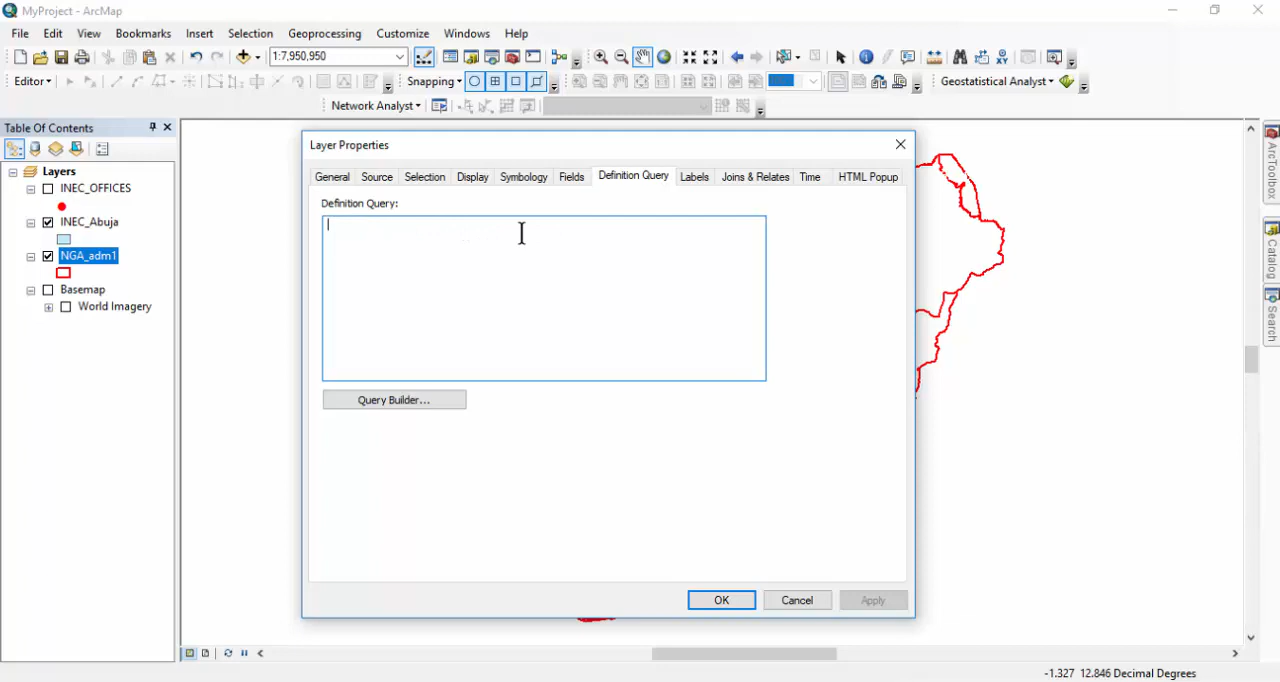 MyProject - ArcMap
File Edit View Bookmarks Insert Selection Geoprocessing Customize Windows Help
1:7,950,950
Editor Snapping Geostatistical Analyst
Network Analyst
Table Of Contents
Layers
INEC_OFFICES
INEC_Abuja
NGA_adm1
Basemap
World Imagery
Layer Properties
General Source Selection Display Symbology Fields Definition Query Labels Joins & Relates Time HTML Popup
Definition Query:
Query Builder...
OK Cancel Apply
ArcToolbox
Catalog
Search
-1.327 12.846 Decimal Degrees